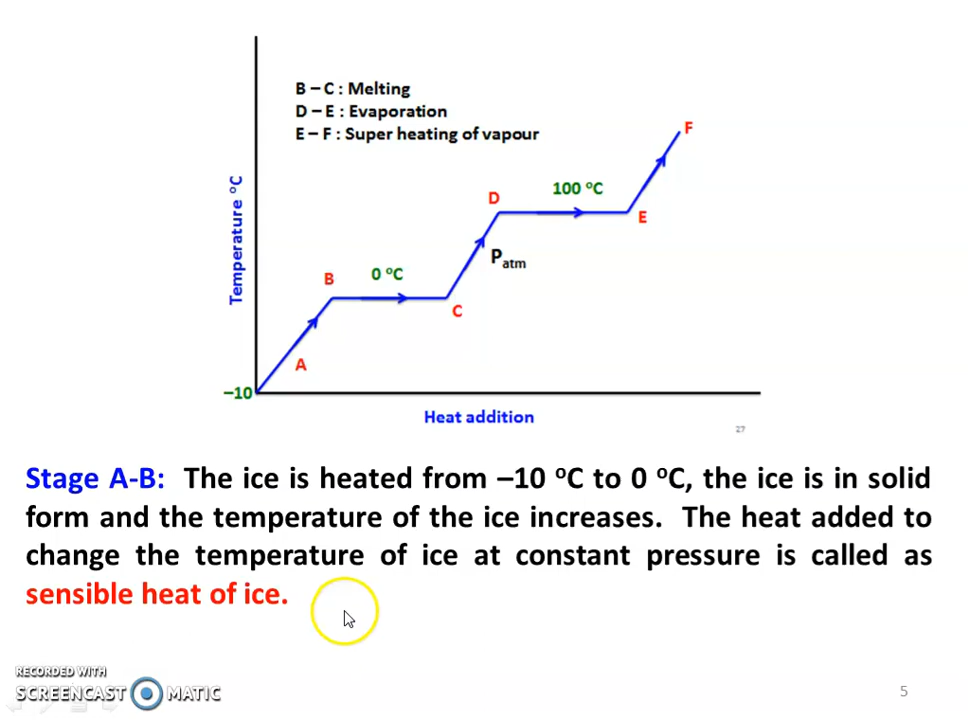 B – C : Melting
D – E : Evaporation
E – F : Super heating of vapour
F
100 °C
D
E
Temperature °C
P atm
B
0 °C
C
A
–10
Heat addition
27
Stage A-B: The ice is heated from –10 °C to 0 °C, the ice is in solid
form and the temperature of the ice increases. The heat added to
change the temperature of ice at constant pressure is called as
sensible heat of ice.
RECORDED WITH
SCREENCAST MATIC
5